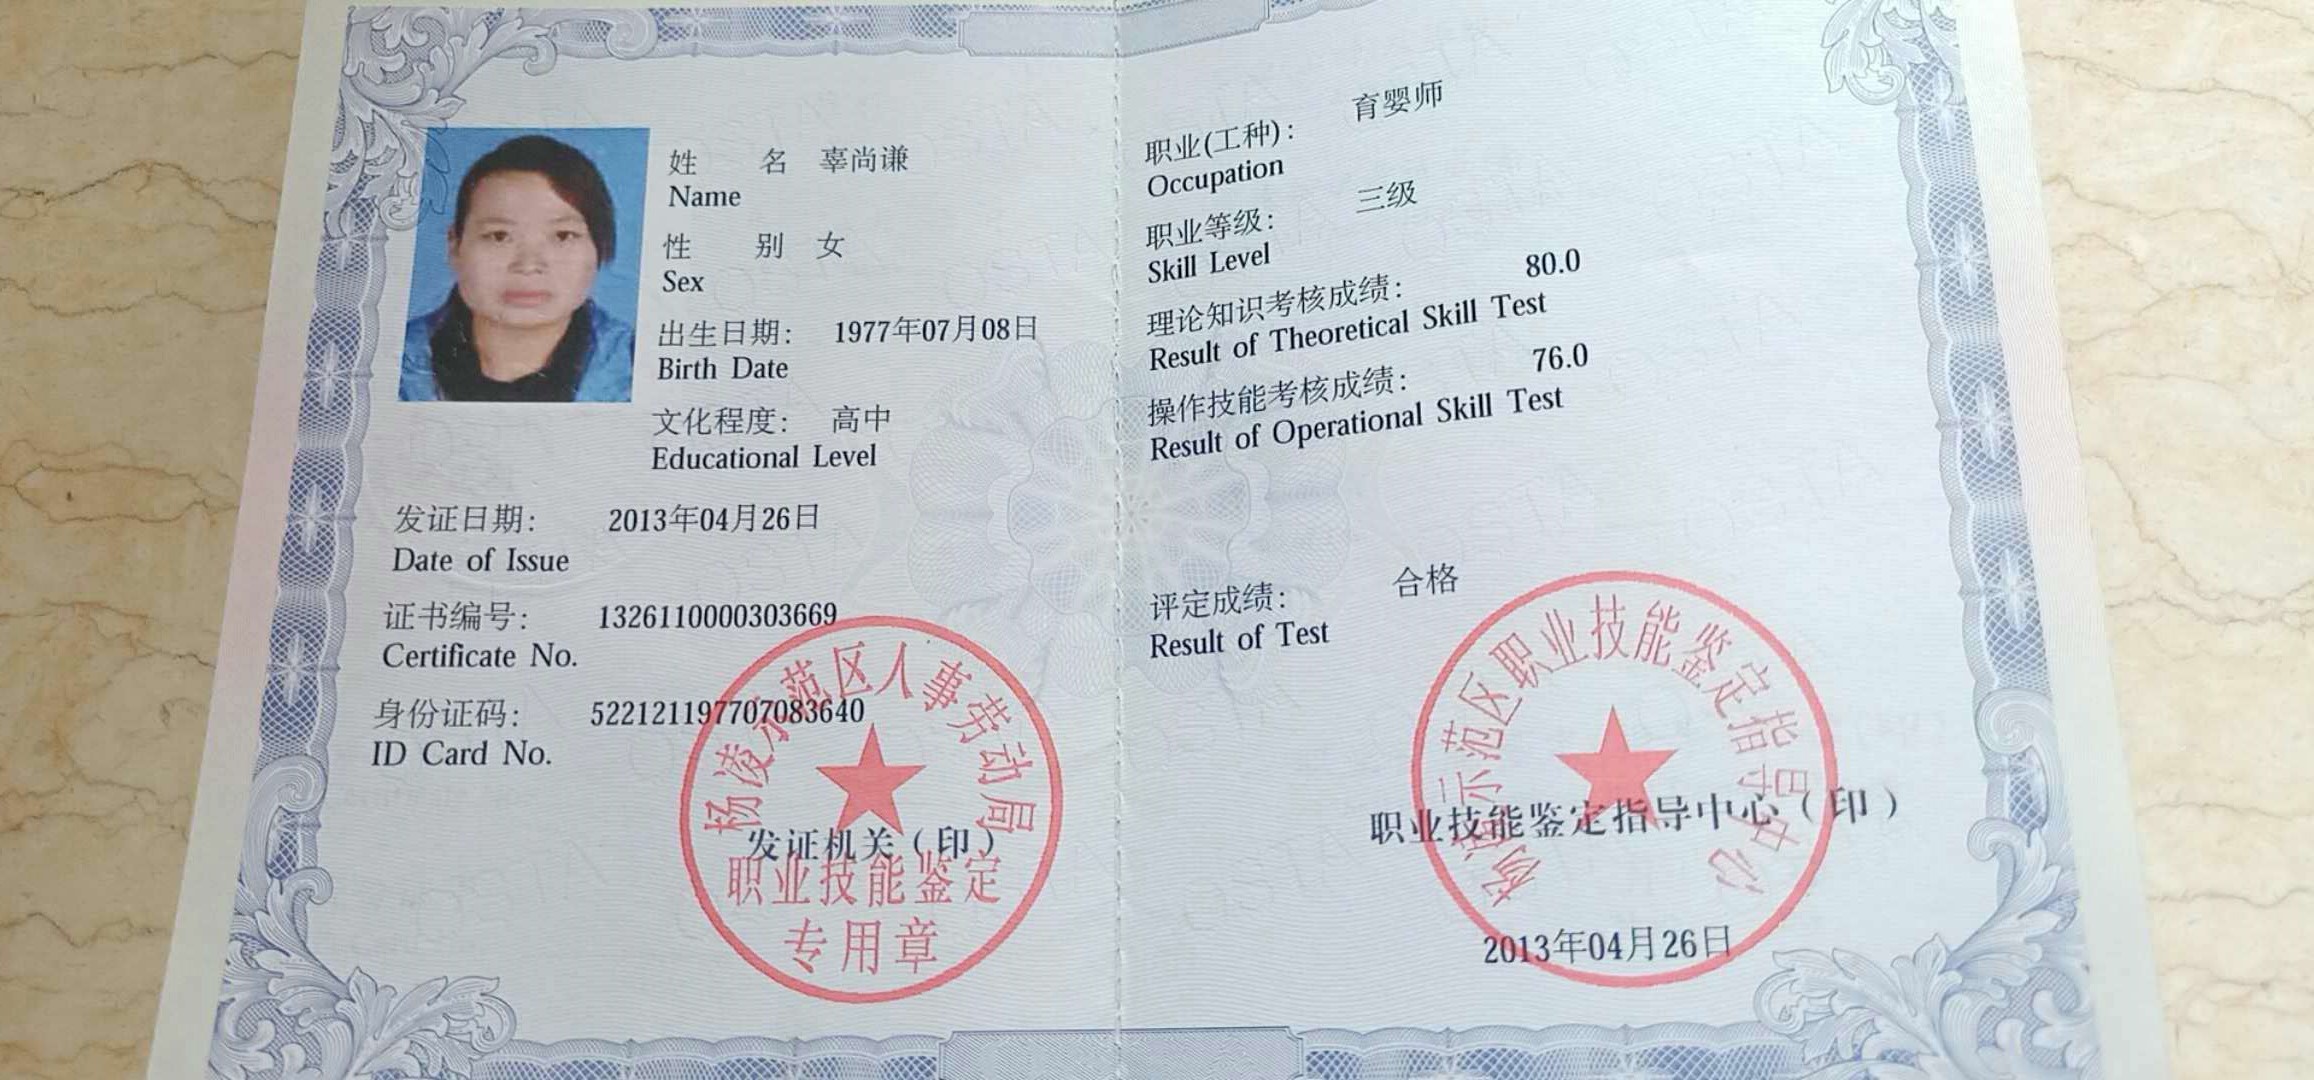 姓 名 辜尚谦
Name
性 别 女
Sex
出生日期: 1977年07月08日
Birth Date
文化程度: 高中
Educational Level
发证日期: 2013年04月26日
Date of Issue
证书编号: 1326110000303669
Certificate No.
身份证码: 522121197707083640
ID Card No.
杨凌示范区人事劳动局
发证机关(印)
职业技能鉴定
专用章
职业(工种): 育婴师
Occupation
职业等级: 三级
Skill Level
理论知识考核成绩: 80.0
Result of Theoretical Skill Test
操作技能考核成绩: 76.0
Result of Operational Skill Test
评定成绩: 合格
Result of Test
杨凌示范区职业技能鉴定指导中心
职业技能鉴定指导中心(印)
2013年04月26日